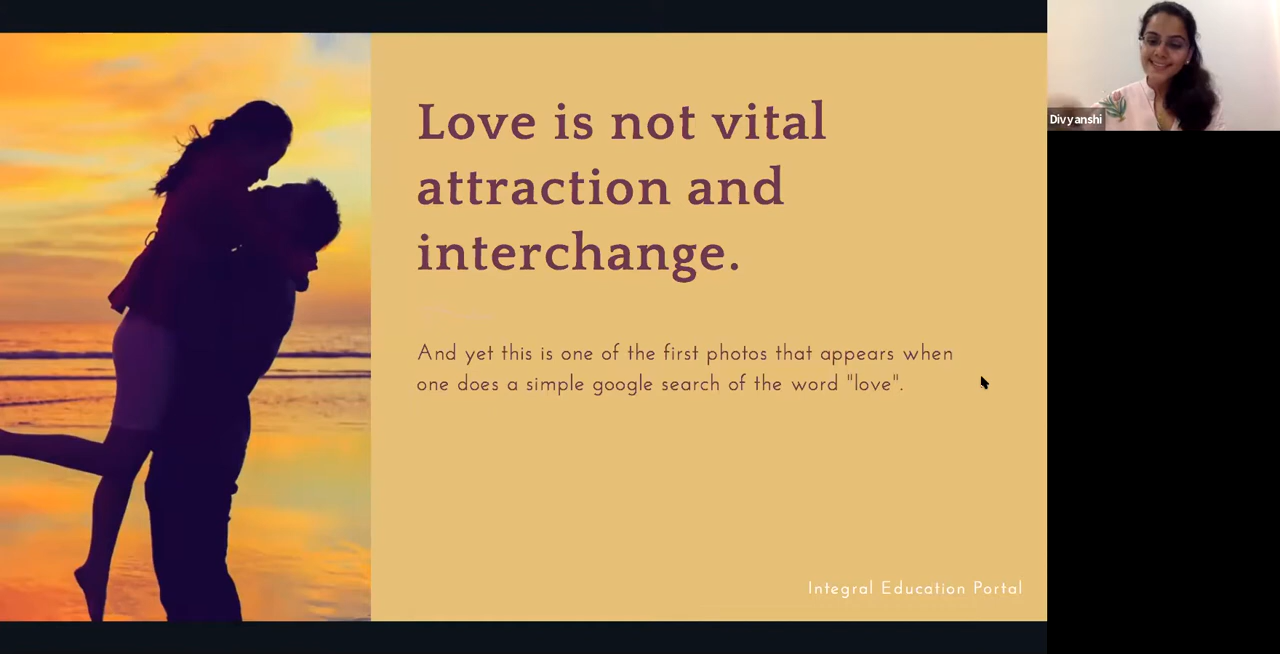 Love is not vital
attraction and
interchange.
And yet this is one of the first photos that appears when
one does a simple google search of the word "love".
Integral Education Portal
Divyanshi